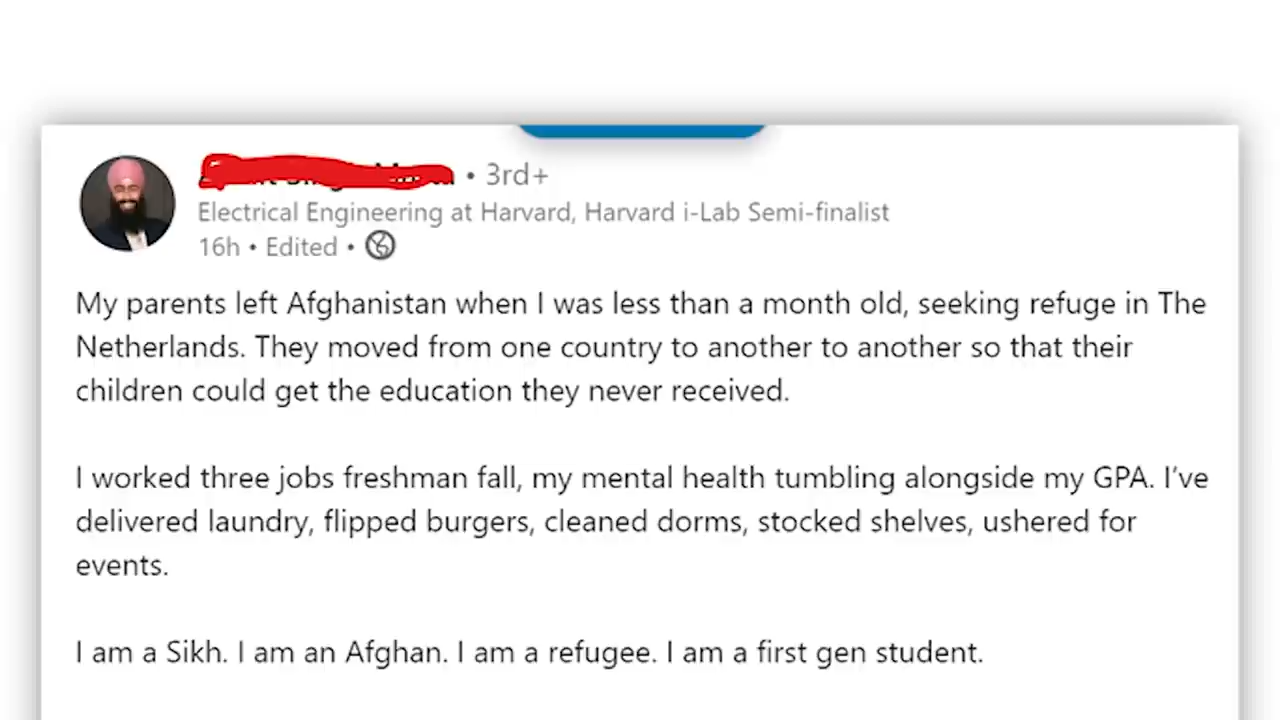 • 3rd+
Electrical Engineering at Harvard, Harvard i-Lab Semi-finalist
16h • Edited •
My parents left Afghanistan when I was less than a month old, seeking refuge in The
Netherlands. They moved from one country to another to another so that their
children could get the education they never received.
I worked three jobs freshman fall, my mental health tumbling alongside my GPA. I’ve
delivered laundry, flipped burgers, cleaned dorms, stocked shelves, ushered for
events.
I am a Sikh. I am an Afghan. I am a refugee. I am a first gen student.